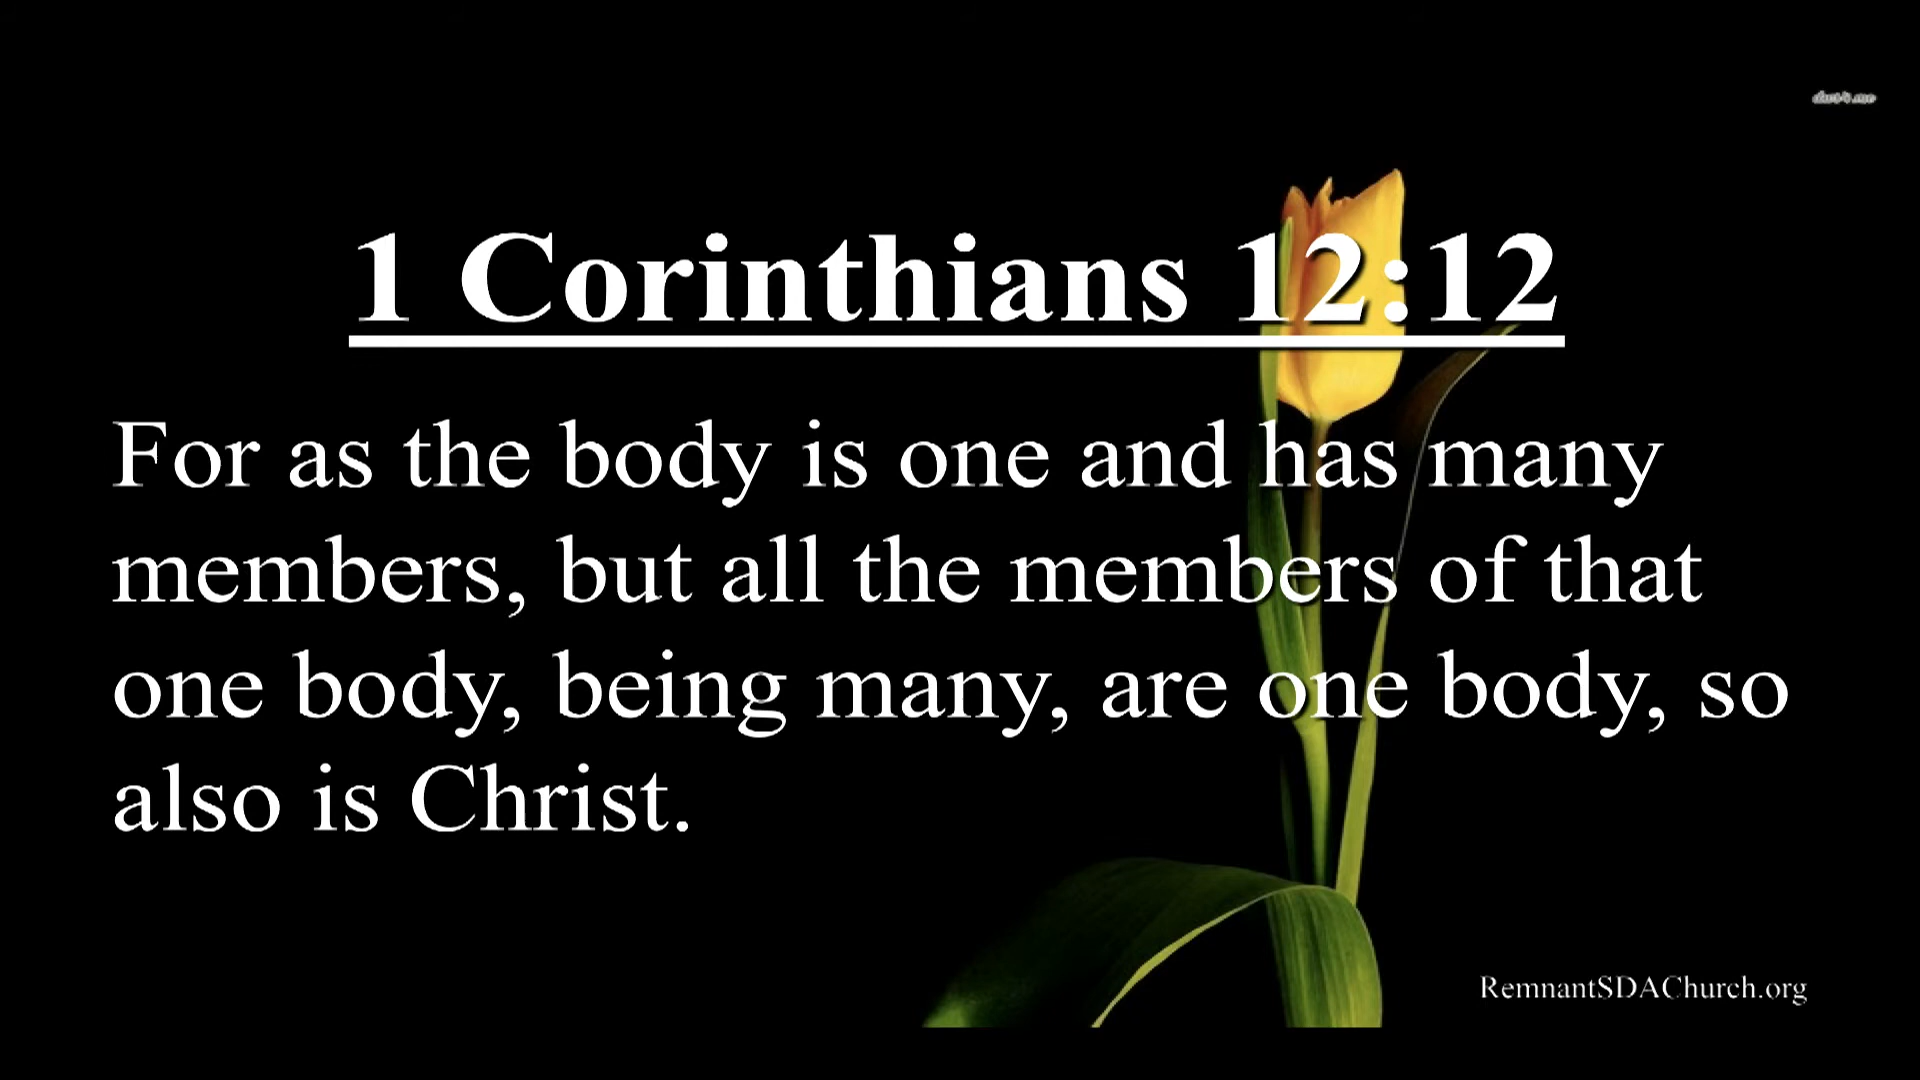 1 Corinthians 12:12
For as the body is one and has many
members, but all the members of that
one body, being many, are one body, so
also is Christ.
RemnantSDAChurch.org